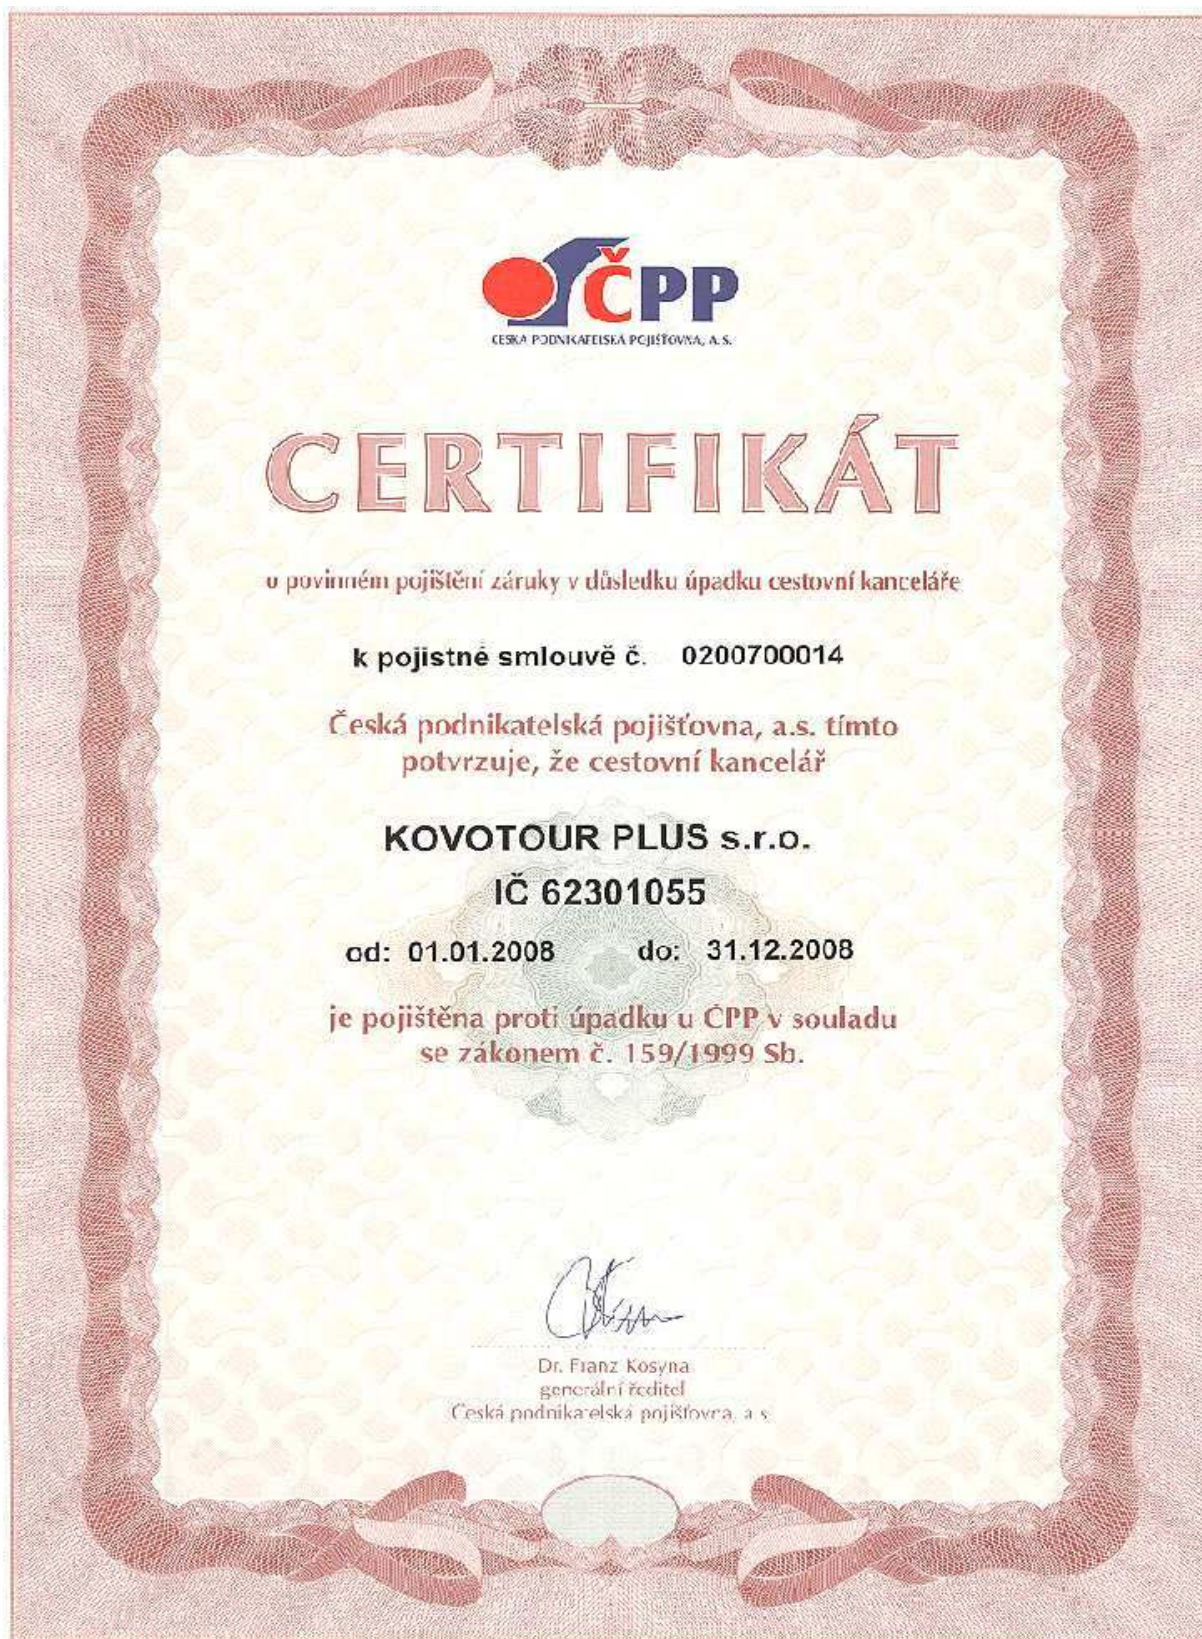 ČPP
ČESKÁ PODNIKATELSKÁ POJIŠŤOVNA, A.S.
CERTIFIKÁT
o povinném pojištění záruky v důsledku úpadku cestovní kanceláře
k pojistné smlouvě č. 0200700014
Česká podnikatelská pojišťovna, a.s. tímto
potvrzuje, že cestovní kancelář
KOVOTOUR PLUS s.r.o.
IČ 62301055
od: 01.01.2008 do: 31.12.2008
je pojištěna proti úpadku u ČPP v souladu
se zákonem č. 159/1999 Sb.
Dr. Franz Kosyna
generální ředitel
Česká podnikatelská pojišťovna, a.s.